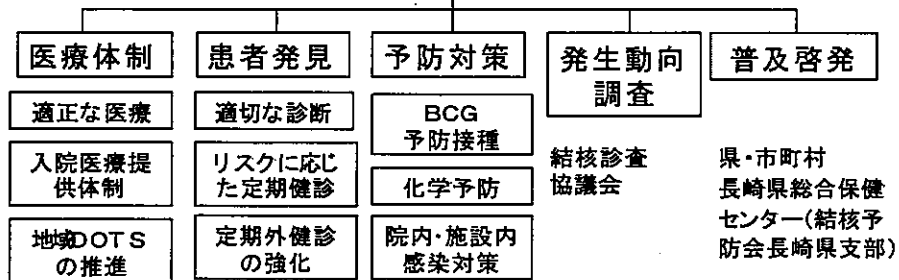 医療体制
適正な医療
入院医療提
供体制
地域DOTS
の推進
患者発見
適切な診断
リスクに応じ
た定期健診
定期外健診
の強化
予防対策
BCG
予防接種
化学予防
院内・施設内
感染対策
発生動向
調査
結核診査
協議会
普及啓発
県・市町村
長崎県総合保健
センター(結核予
防会長崎県支部)